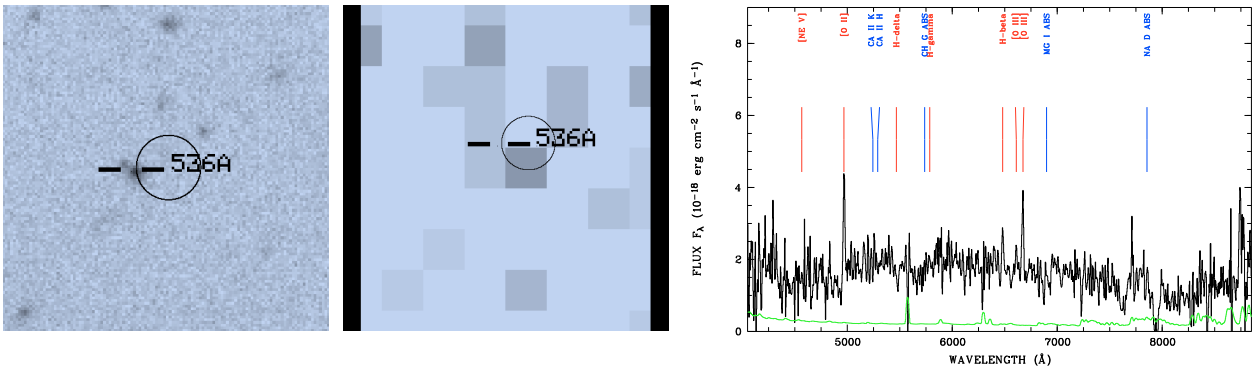 536A
536A
[NE V]
[O II]
CA II K
CA II H
H-delta
CH G ABS
H-gamma
H-beta
[O III]
[O III]
MG I ABS
NA D ABS
FLUX Fλ (10⁻¹⁸ erg cm⁻² s⁻¹ Å⁻¹)
8
6
4
2
0
5000 6000 7000 8000
WAVELENGTH (Å)